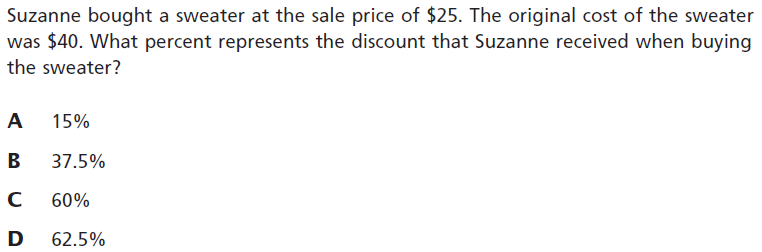 Suzanne bought a sweater at the sale price of $25. The original cost of the sweater
was $40. What percent represents the discount that Suzanne received when buying
the sweater?
A 15%
B 37.5%
C 60%
D 62.5%